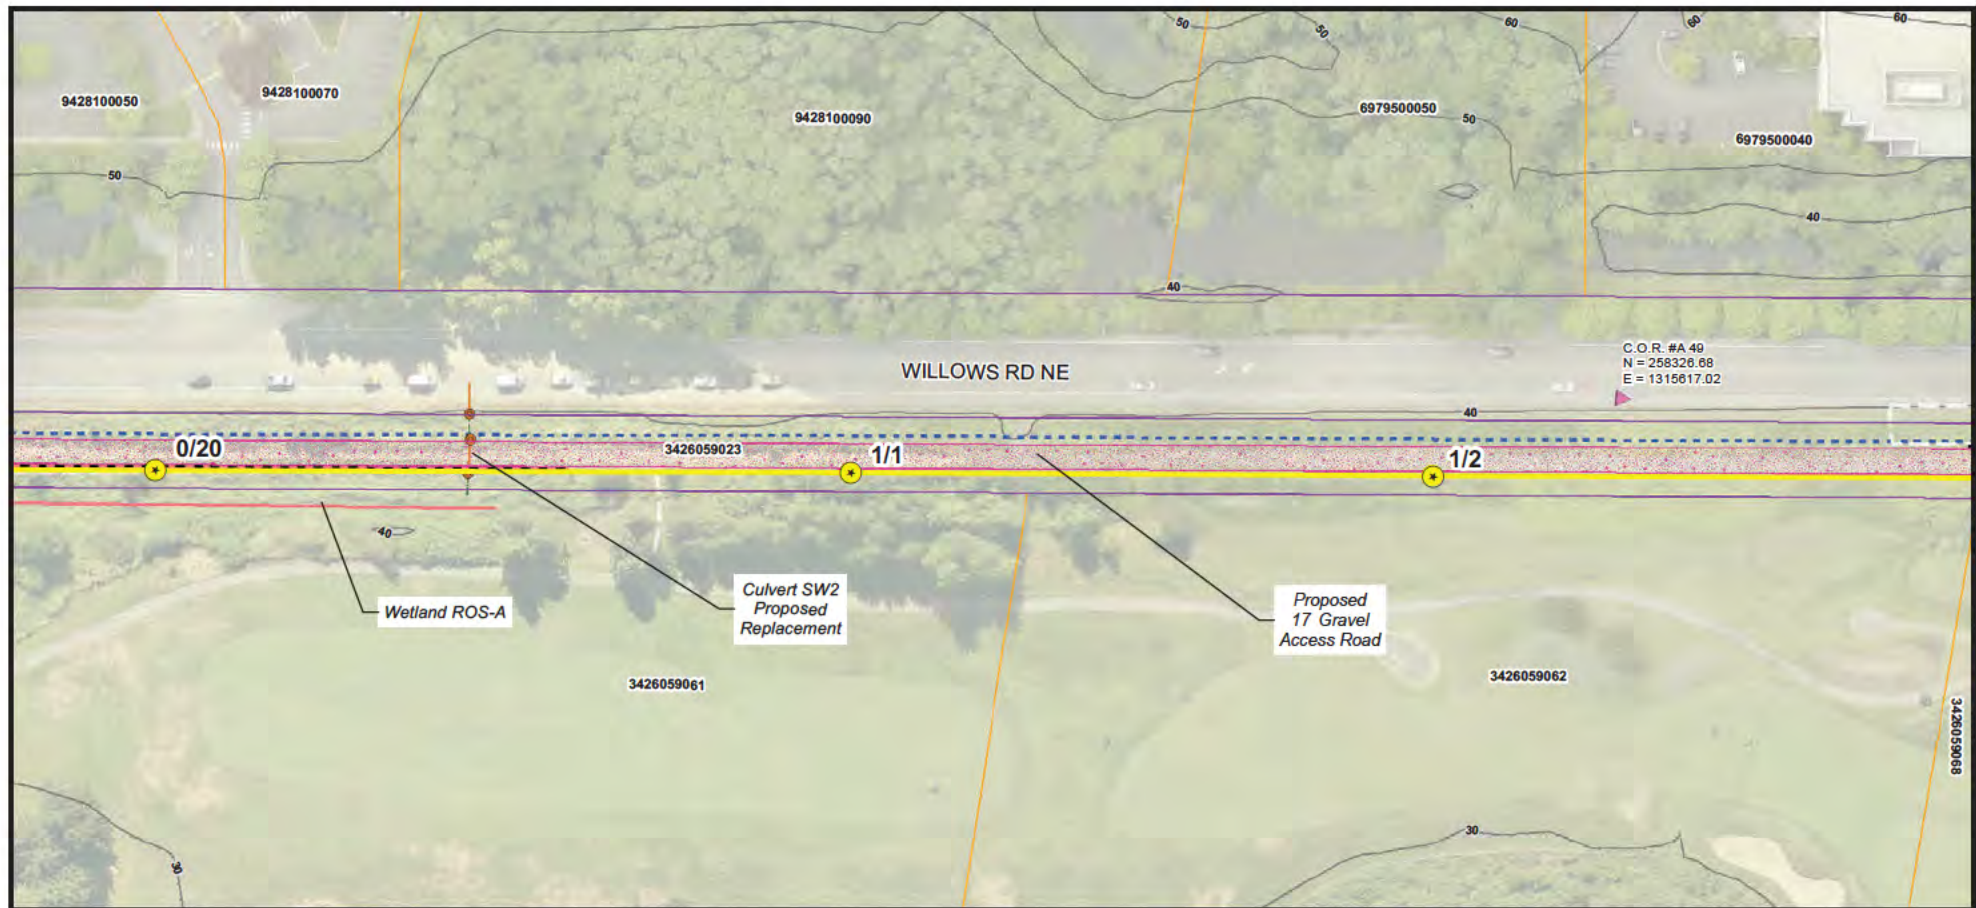 50
50
60
60
60
9428100050
9428100070
9428100090
6979500050
50
6979500040
50
40
40
WILLOWS RD NE
C.O.R. #A 49
N = 258326.68
E = 1315617.02
40
0/20
3426059023
1/1
1/2
40
Wetland ROS-A
Culvert SW2
Proposed
Replacement
Proposed
17 Gravel
Access Road
3426059061
3426059062
3426059068
30
30